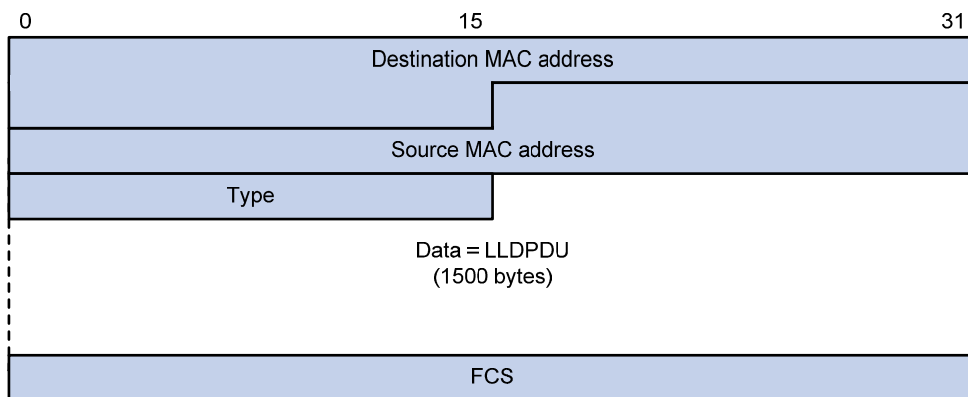 0 15 31
Destination MAC address
Source MAC address
Type
Data = LLDPDU
(1500 bytes)
FCS